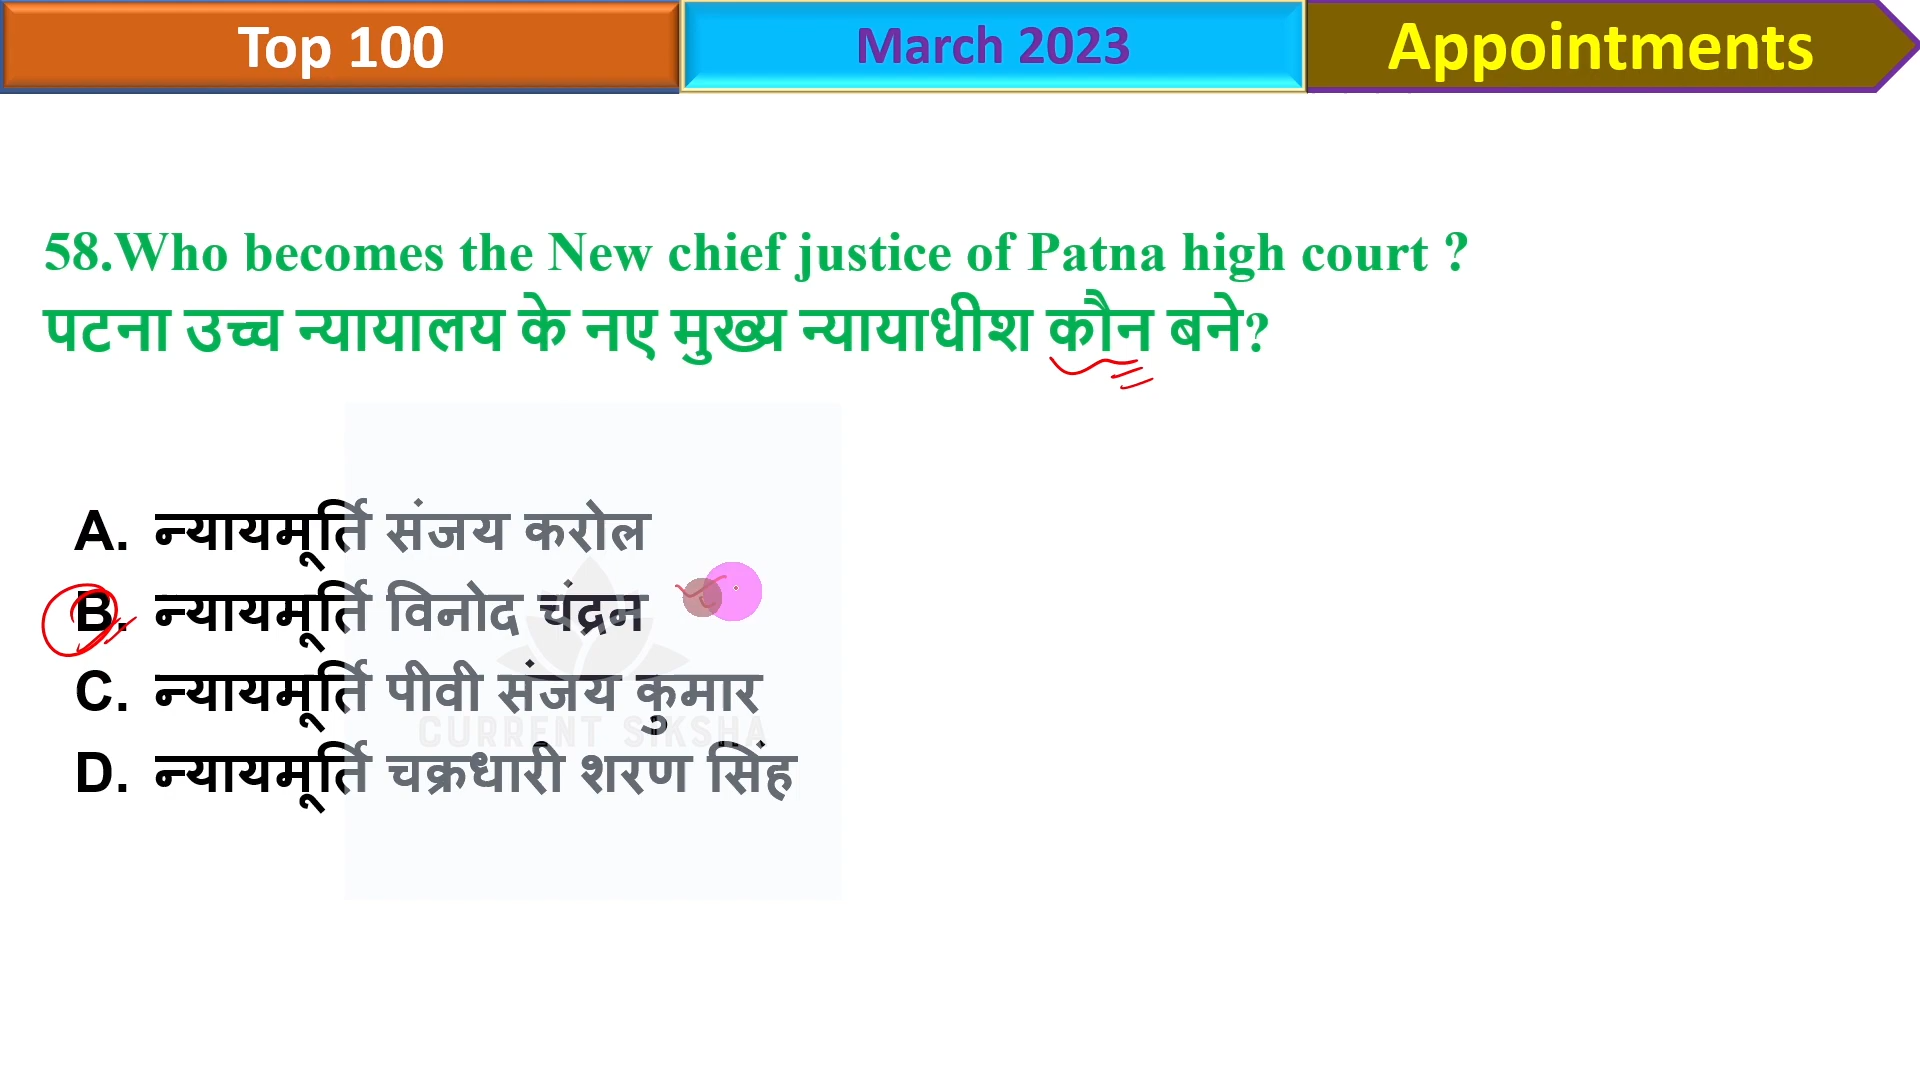 Top 100
March 2023
Appointments
58.Who becomes the New chief justice of Patna high court ?
पटना उच्च न्यायालय के नए मुख्य न्यायाधीश कौन बने?
A. न्यायमूर्ति संजय करोल
B. न्यायमूर्ति विनोद चंद्रन
C. न्यायमूर्ति पीवी संजय कुमार
CURRENT SIKSHA
D. न्यायमूर्ति चक्रधारी शरण सिंह